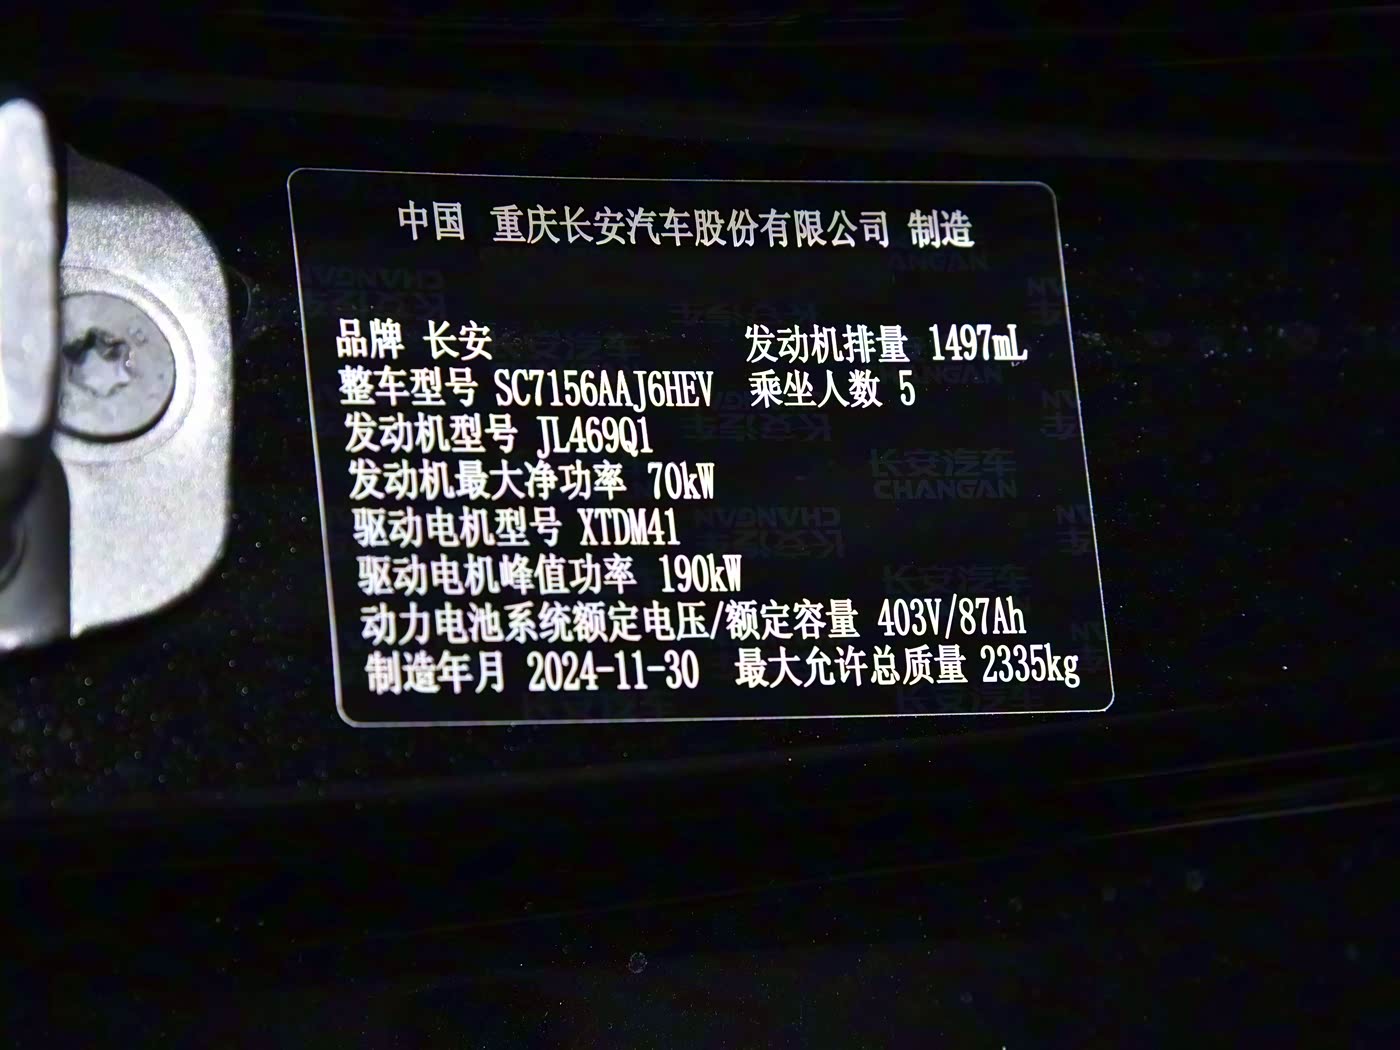 中国 重庆长安汽车股份有限公司 制造
品牌 长安 发动机排量 1497mL
整车型号 SC7156AAJ6HEV 乘坐人数 5
发动机型号 JL469Q1
发动机最大净功率 70kW
驱动电机型号 XTDM41
驱动电机峰值功率 190kW
动力电池系统额定电压/额定容量 403V/87Ah
制造年月 2024-11-30 最大允许总质量 2335kg
长安汽车
CHANGAN